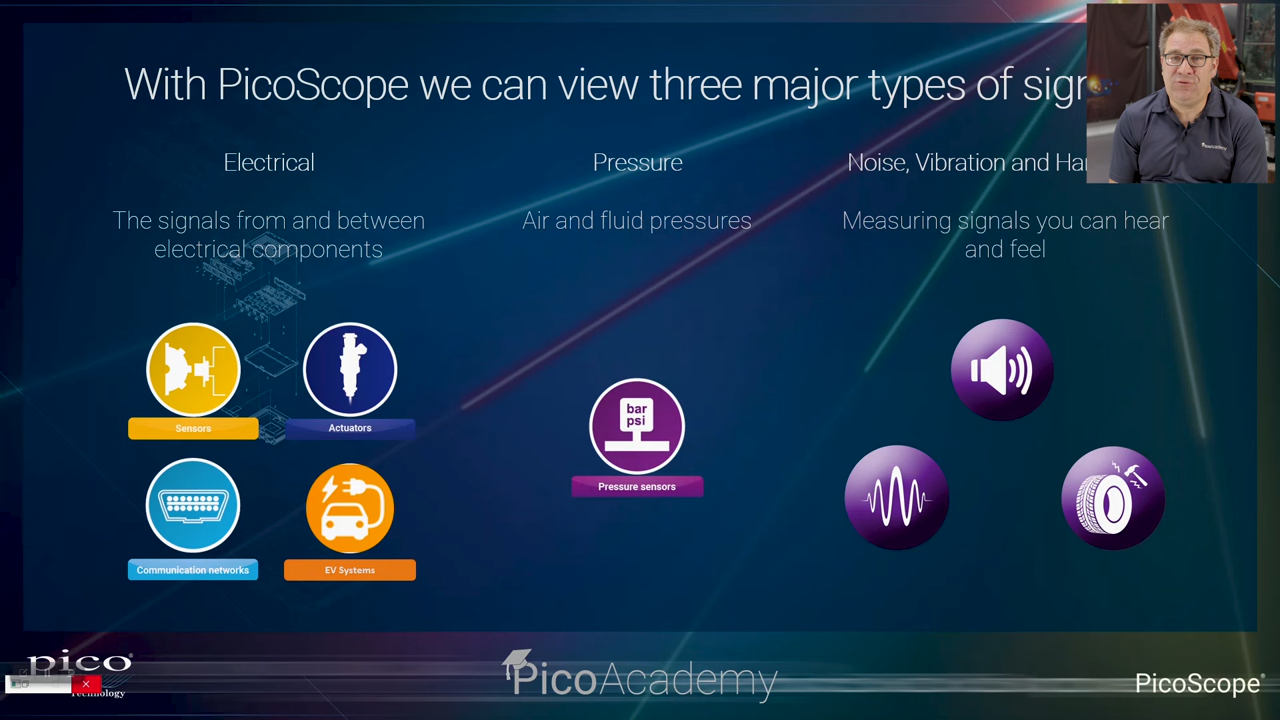 With PicoScope we can view three major types of sig
Electrical
Pressure
Noise, Vibration and Ha
The signals from and between
electrical components
Air and fluid pressures
Measuring signals you can hear
and feel
bar
psi
Sensors
Actuators
Pressure sensors
Communication networks
EV Systems
pico
Technology
PicoAcademy
PicoScope®